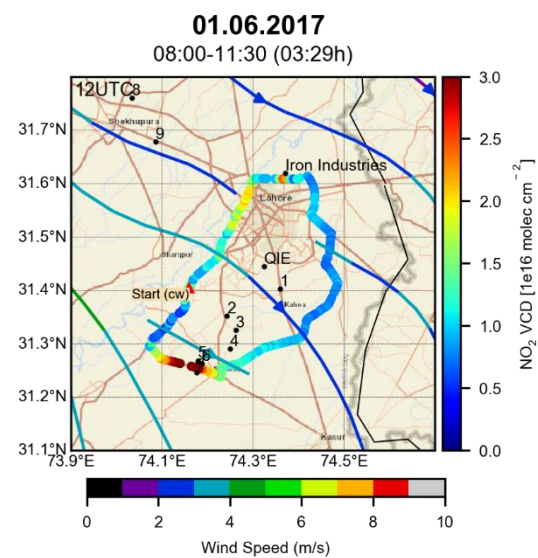 01.06.2017
08:00-11:30 (03:29h)
12UTC8
Shekhupura
9
31.7°N
31.6°N
31.5°N
31.4°N
31.3°N
31.2°N
31.1°N
Iron Industries
Lahore
Sharqpur
QIE
1
Start (cw)
Kahna
2
3
4
5
6
Kasur
73.9°E
74.1°E
74.3°E
74.5°E
3.0
2.5
2.0
1.5
1.0
0.5
0.0
NO₂ VCD [1e16 molec cm⁻²]
0
2
4
6
8
10
Wind Speed (m/s)